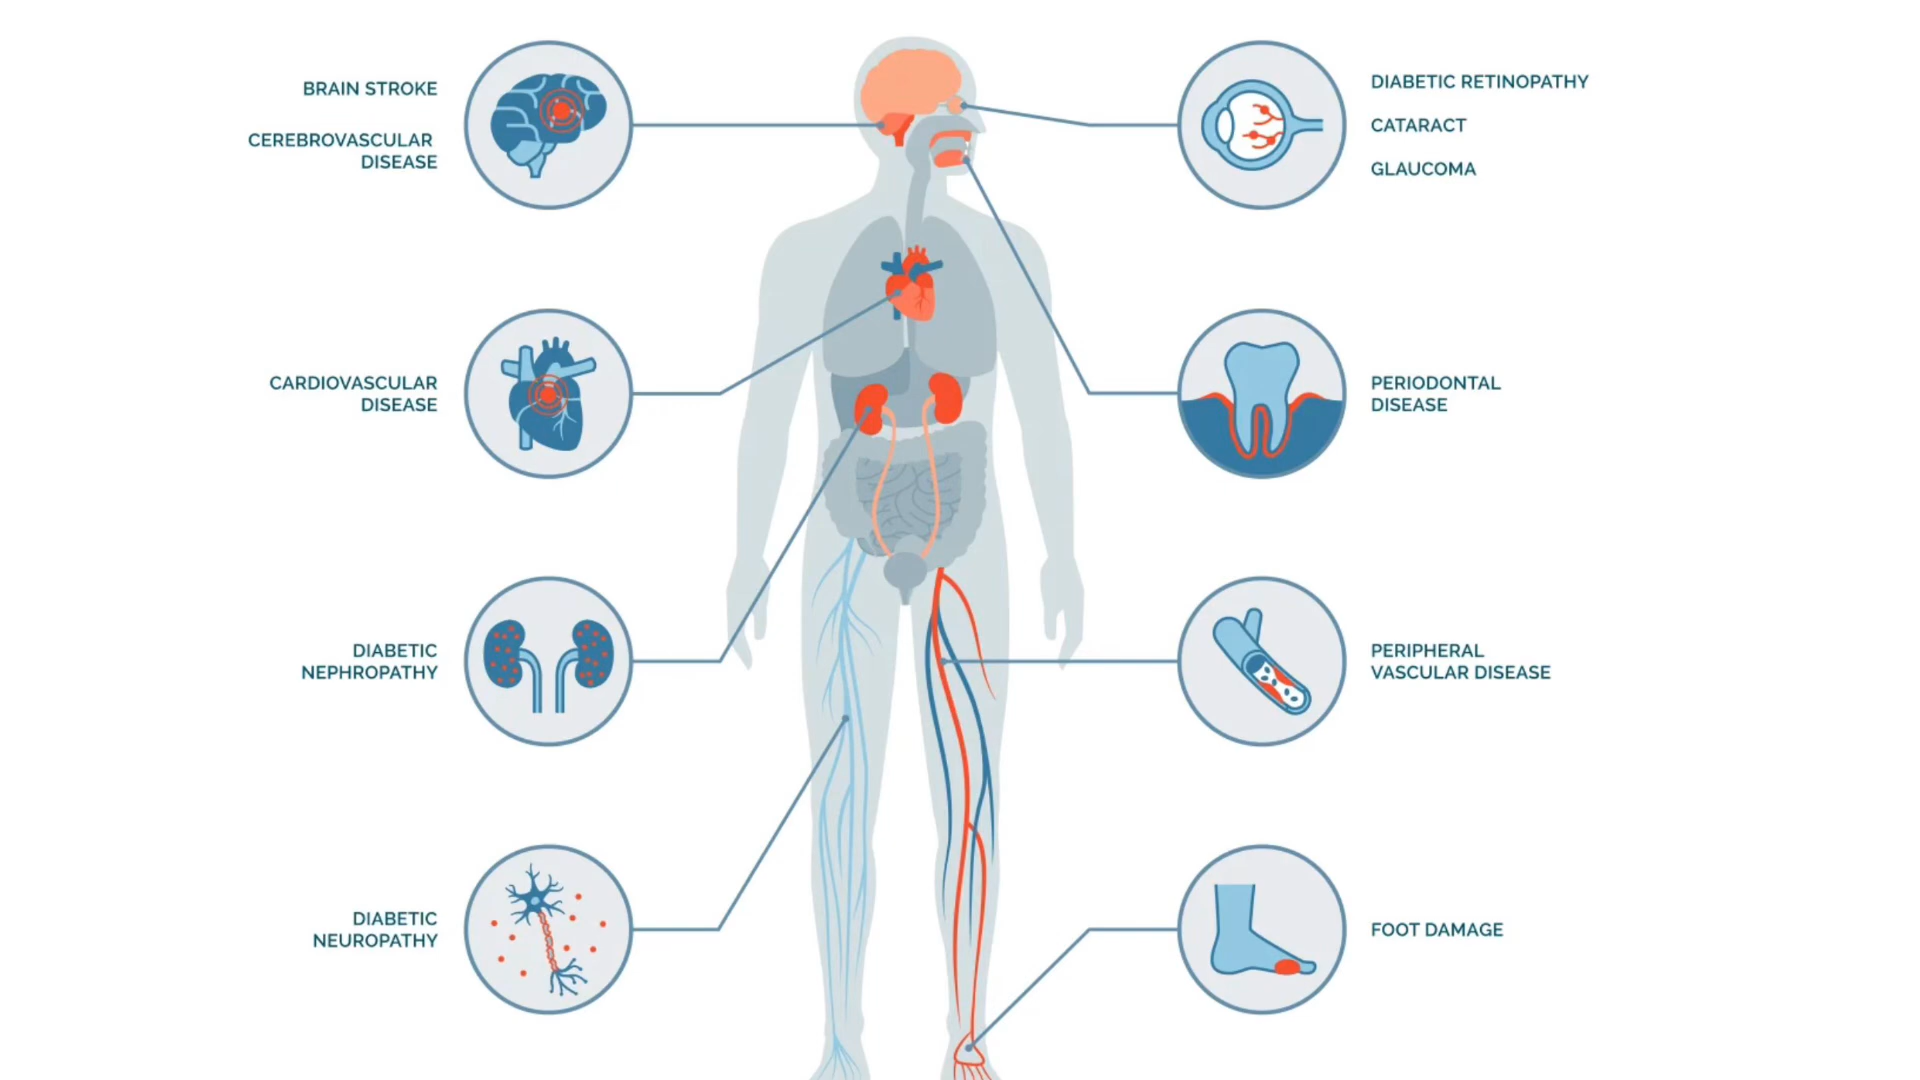 BRAIN STROKE
CEREBROVASCULAR
DISEASE
CARDIOVASCULAR
DISEASE
DIABETIC
NEPHROPATHY
DIABETIC
NEUROPATHY
DIABETIC RETINOPATHY
CATARACT
GLAUCOMA
PERIODONTAL
DISEASE
PERIPHERAL
VASCULAR DISEASE
FOOT DAMAGE